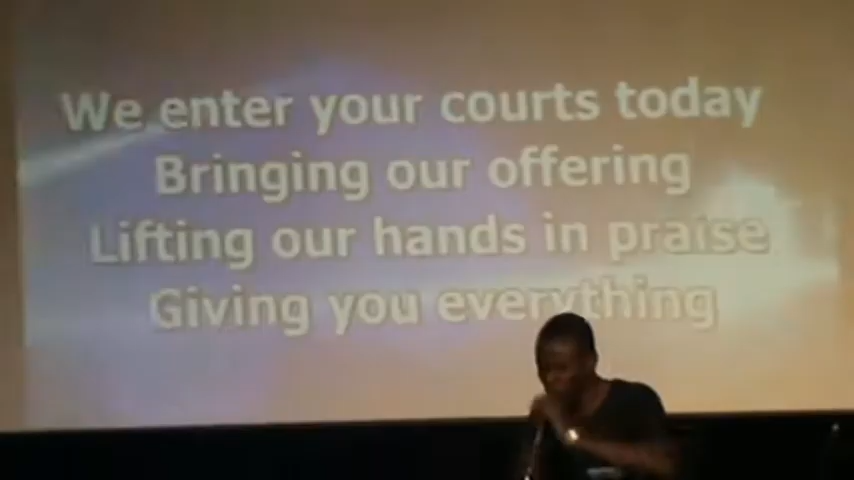 We enter your courts today
Bringing our offering
Lifting our hands in praise
Giving you everything